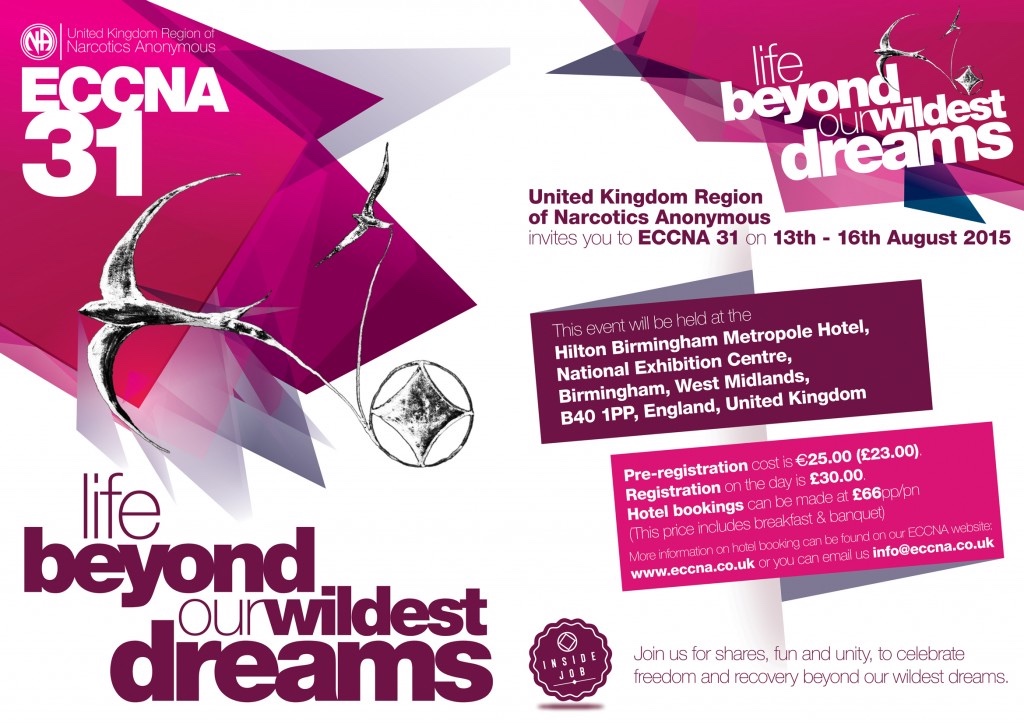 NA
United Kingdom Region of
Narcotics Anonymous
ECCNA
31
life
beyond
our wildest
dreams
life
beyond
our wildest
dreams
United Kingdom Region
of Narcotics Anonymous
invites you to ECCNA 31 on 13th - 16th August 2015
This event will be held at the
Hilton Birmingham Metropole Hotel,
National Exhibition Centre,
Birmingham, West Midlands,
B40 1PP, England, United Kingdom
Pre-registration cost is €25.00 (£23.00).
Registration on the day is £30.00.
Hotel bookings can be made at £66pp/pn
(This price includes breakfast & banquet)
More information on hotel booking can be found on our ECCNA website:
www.eccna.co.uk or you can email us info@eccna.co.uk
INSIDE
JOB
Join us for shares, fun and unity, to celebrate
freedom and recovery beyond our wildest dreams.